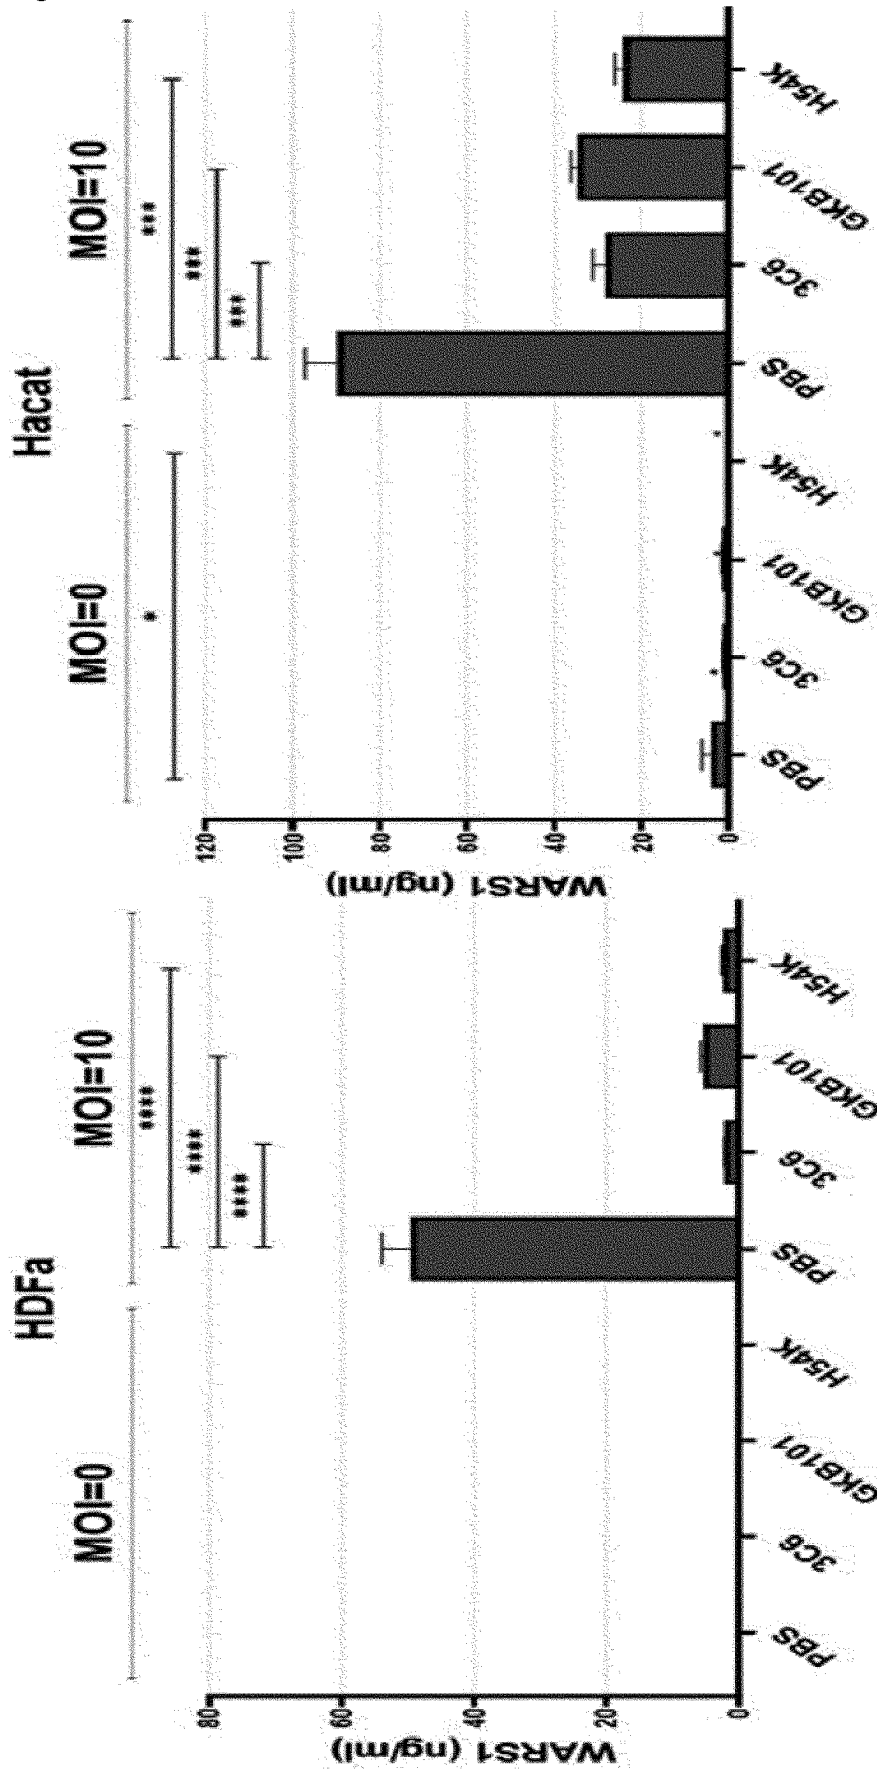 HDFa
MOI=0
MOI=10
****
****
****
WARS1 (ng/ml)
80
60
40
20
0
PBS
3C6
GKB101
H54K
PBS
3C6
GKB101
H54K
Hacat
MOI=0
MOI=10
*
***
***
***
WARS1 (ng/ml)
120
100
80
60
40
20
0
PBS
3C6
GKB101
H54K
PBS
3C6
GKB101
H54K